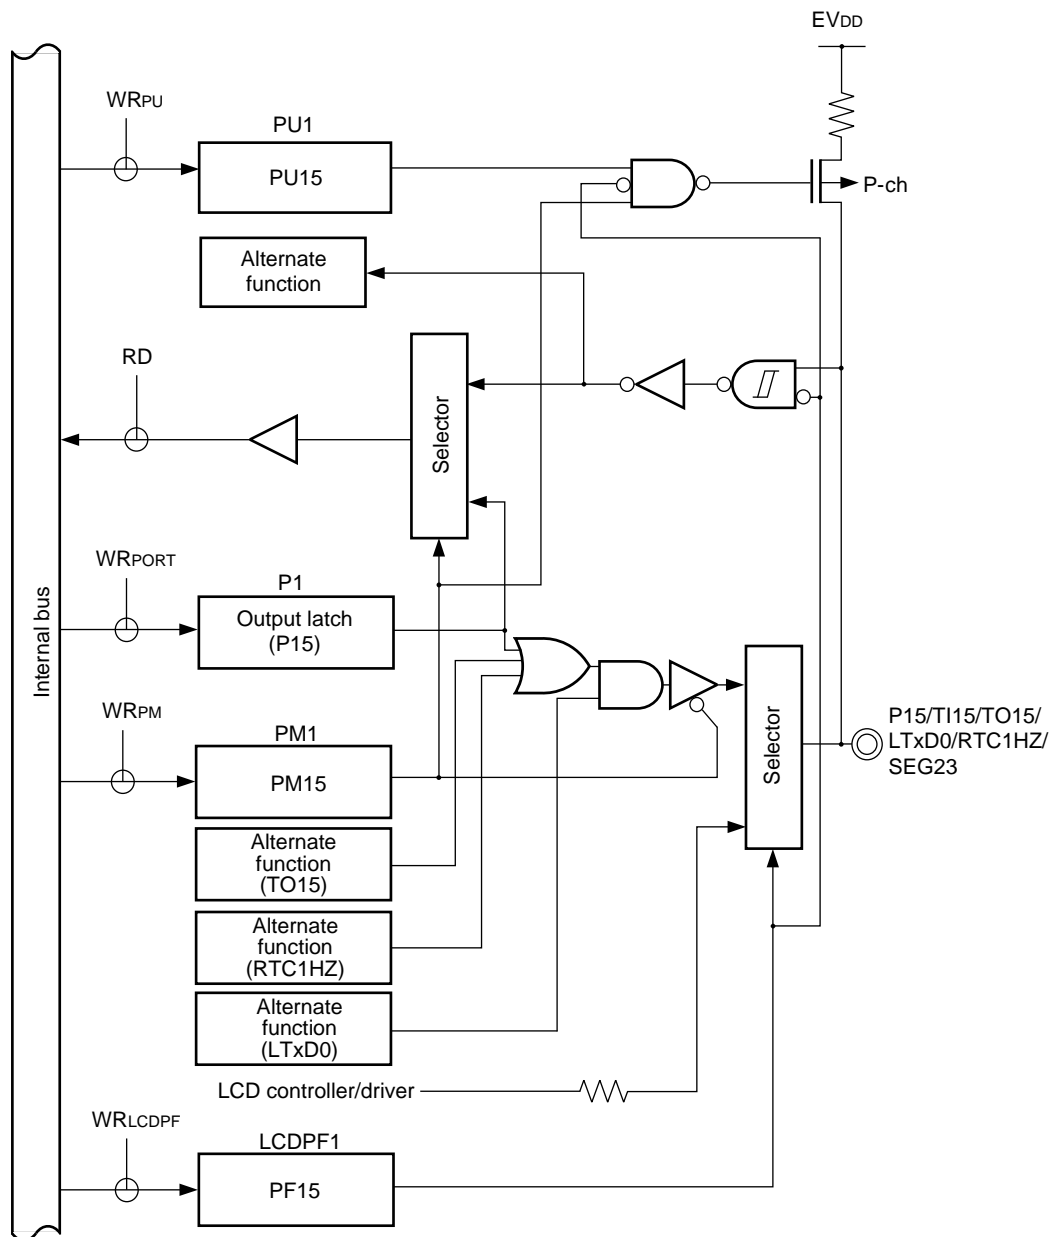 EVDD
WRPU
PU1
PU15
P-ch
Alternate
function
RD
Selector
WRPORT
P1
Output latch
(P15)
Internal bus
WRPM
PM1
PM15
Selector
P15/TI15/TO15/
LTxD0/RTC1HZ/
SEG23
Alternate
function
(TO15)
Alternate
function
(RTC1HZ)
Alternate
function
(LTxD0)
LCD controller/driver
WRLCDPF
LCDPF1
PF15